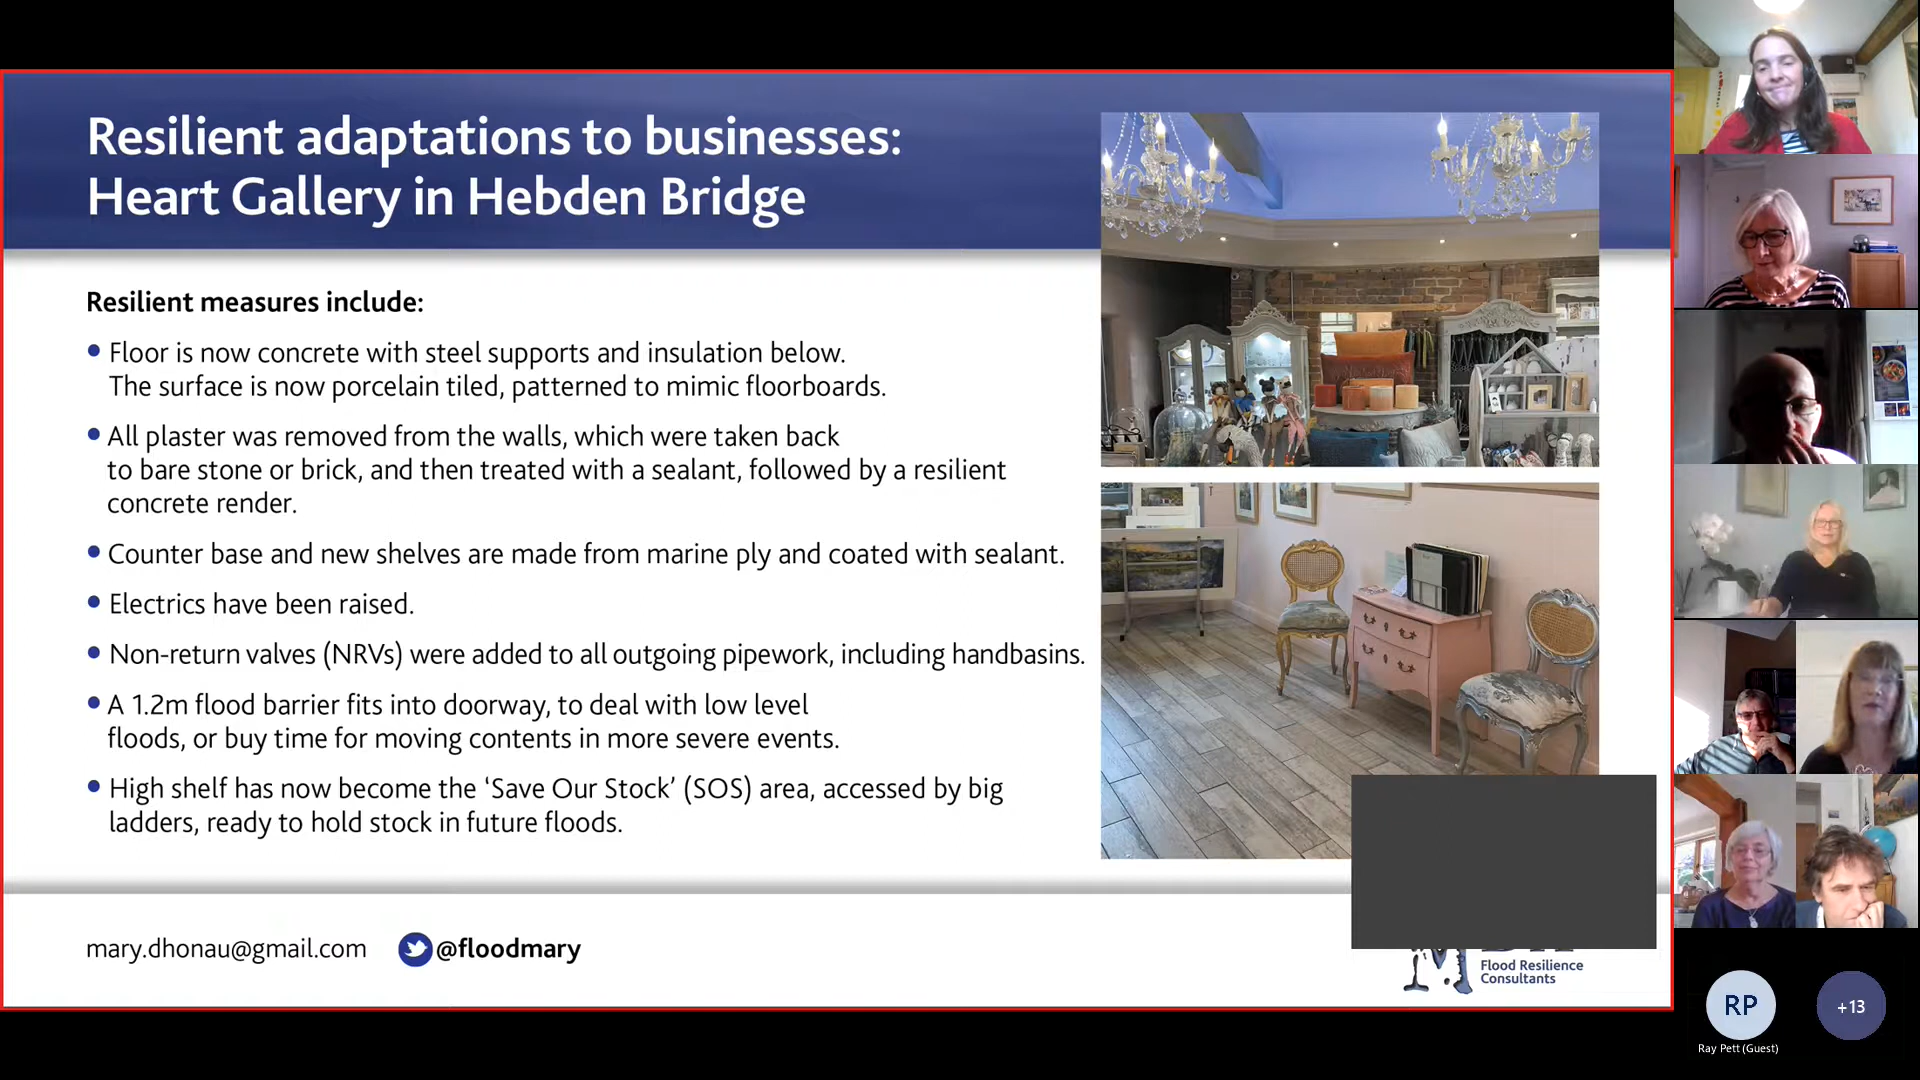 Resilient adaptations to businesses:
Heart Gallery in Hebden Bridge
Resilient measures include:
• Floor is now concrete with steel supports and insulation below.
The surface is now porcelain tiled, patterned to mimic floorboards.
• All plaster was removed from the walls, which were taken back
to bare stone or brick, and then treated with a sealant, followed by a resilient
concrete render.
• Counter base and new shelves are made from marine ply and coated with sealant.
• Electrics have been raised.
• Non-return valves (NRVs) were added to all outgoing pipework, including handbasins.
• A 1.2m flood barrier fits into doorway, to deal with low level
floods, or buy time for moving contents in more severe events.
• High shelf has now become the ‘Save Our Stock’ (SOS) area, accessed by big
ladders, ready to hold stock in future floods.
mary.dhonau@gmail.com
@floodmary
Flood Resilience
Consultants
RP
+13
Ray Pett (Guest)